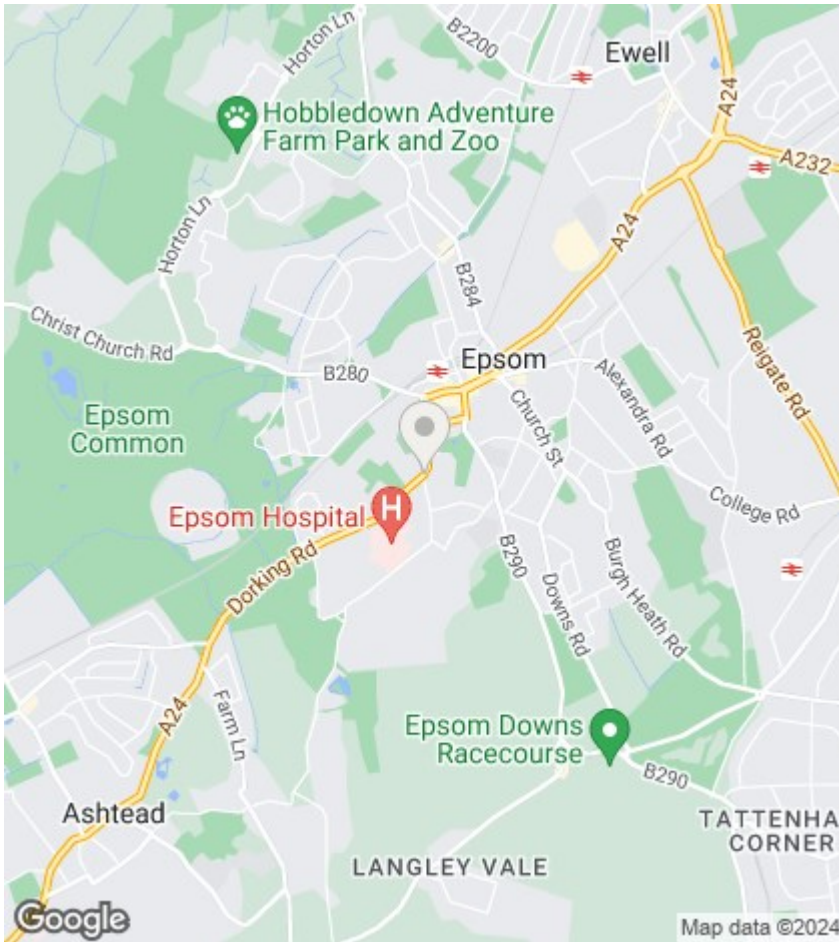 Horton Ln
B2200
Ewell
A24
Hobbledown Adventure
Farm Park and Zoo
A232
Horton Ln
A24
B284
Christ Church Rd
Reigate Rd
B280
Epsom
Alexandra Rd
Epsom
Common
Church St
College Rd
H
Epsom Hospital
Dorking Rd
B290
Downs Rd
Burgh Heath Rd
A24
Farm Ln
Epsom Downs
Racecourse
B290
Ashtead
TATTENHA
CORNER
LANGLEY VALE
Google
Map data ©2024